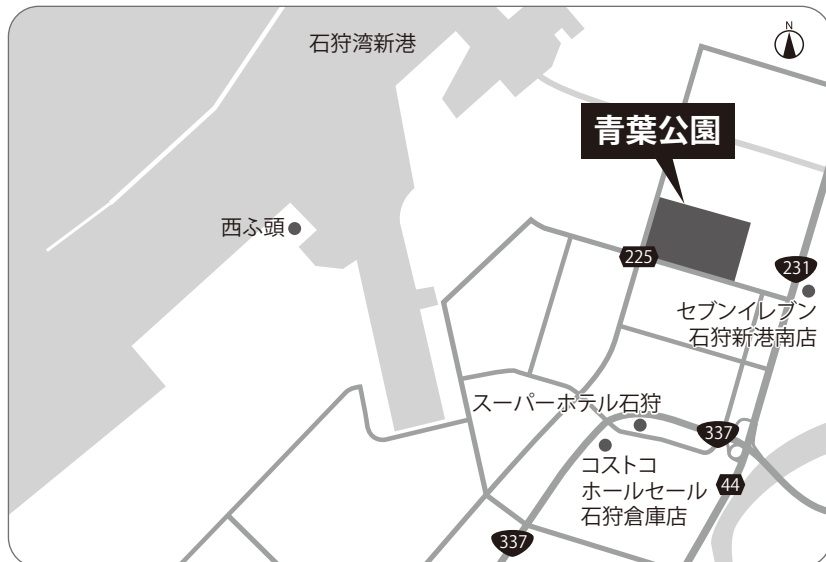 石狩湾新港
N
青葉公園
西ふ頭
225
231
セブンイレブン
石狩新港南店
スーパーホテル石狩
337
コストコ
ホールセール
石狩倉庫店
44
337